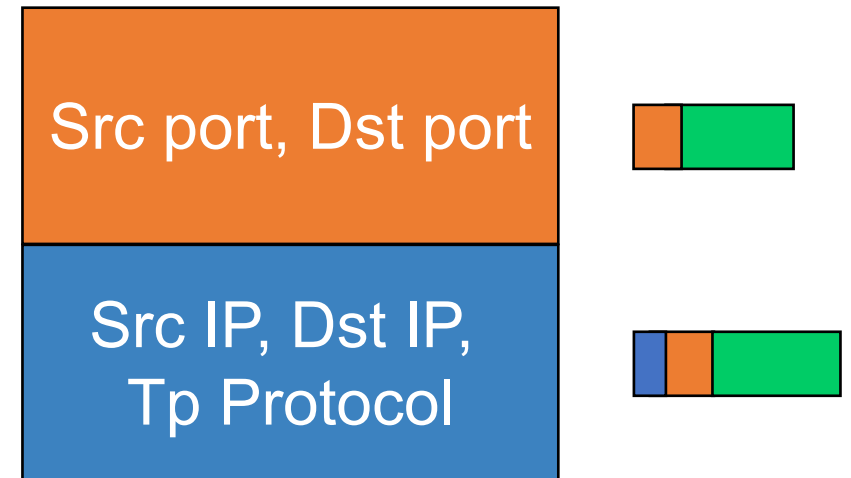 Src port, Dst port
Src IP, Dst IP,
Tp Protocol